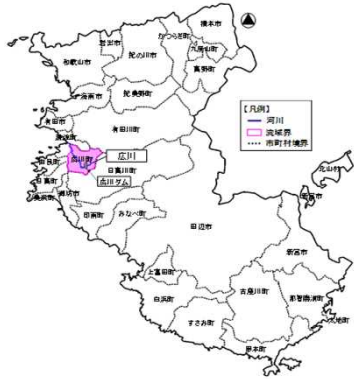 橋本市
かつらぎ町
岩出市
九度山町
紀の川市
和歌山市
高野町
海南市
紀美野町
有田市
有田川町
湯浅町
広川町
広川
由良町
日高川町
広川ダム
日高町
御坊市
美浜町
印南町
みなべ町
田辺市
北山村
新宮市
新宮市
上富田町
古座川町
那智勝浦町
白浜町
太地町
すさみ町
串本町
【凡例】
河川
流域界
市町村境界